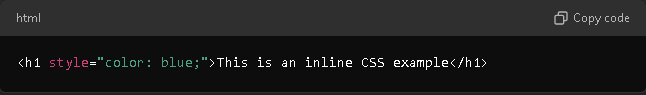 html
Copy code
<h1 style="color: blue;">This is an inline CSS example</h1>